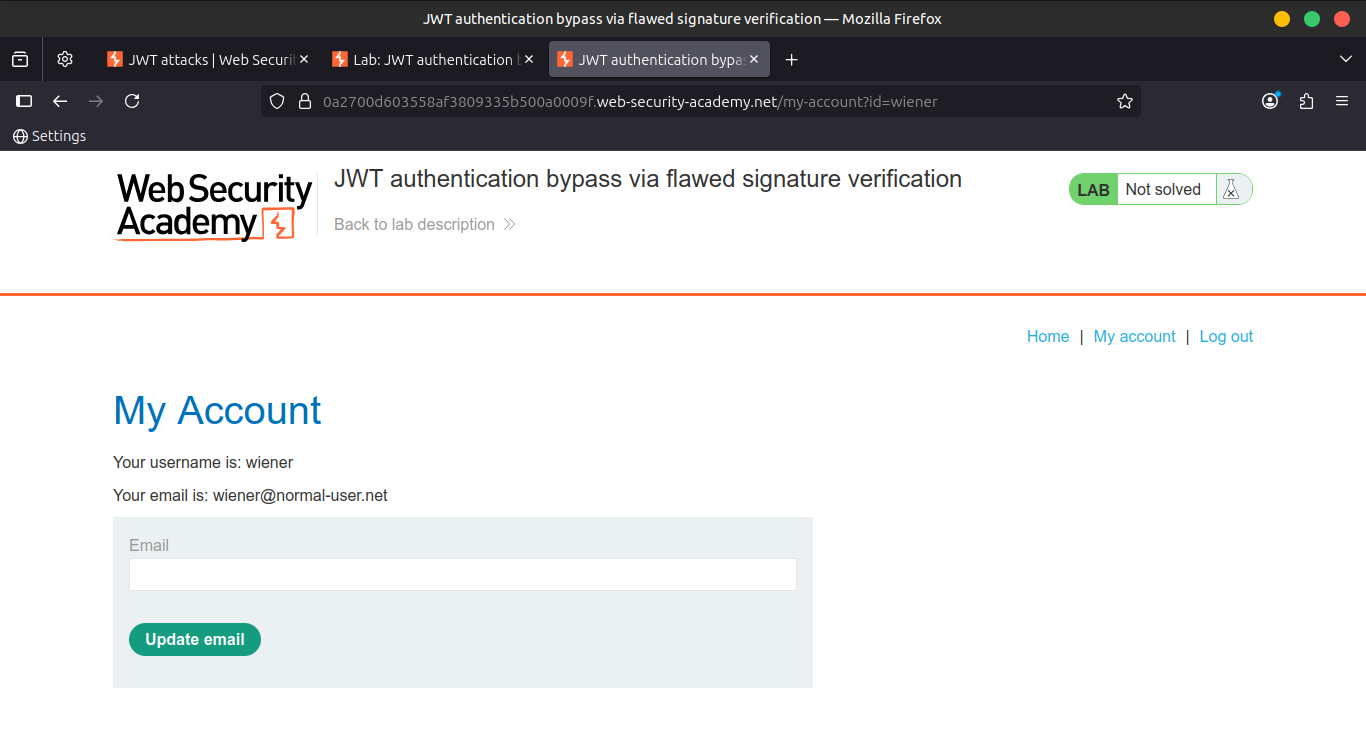 JWT authentication bypass via flawed signature verification — Mozilla Firefox
JWT attacks | Web Securit
Lab: JWT authentication b
JWT authentication bypas
0a2700d603558af3809335b500a0009f.web-security-academy.net/my-account?id=wiener
Settings
Web Security
Academy
JWT authentication bypass via flawed signature verification
Back to lab description
LAB Not solved
Home | My account | Log out
My Account
Your username is: wiener
Your email is: wiener@normal-user.net
Email
Update email